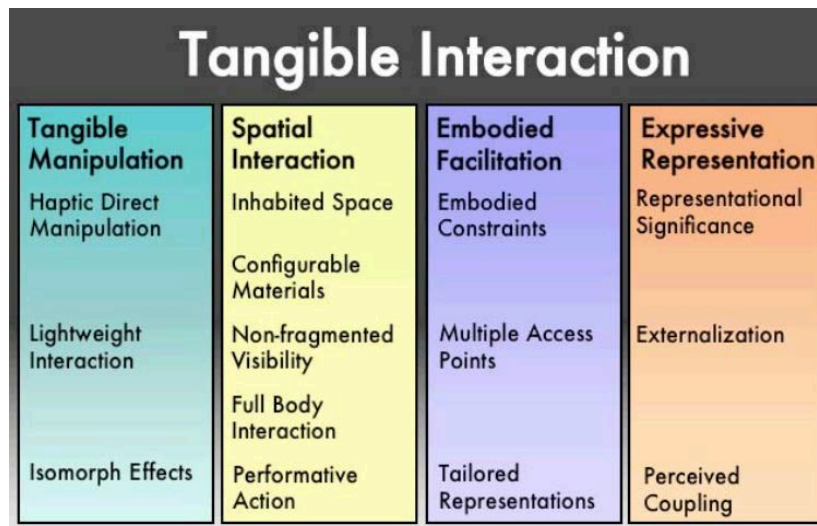 Tangible Interaction
Tangible
Manipulation
Haptic Direct
Manipulation
Lightweight
Interaction
Isomorph Effects
Spatial
Interaction
Inhabited Space
Configurable
Materials
Non-fragmented
Visibility
Full Body
Interaction
Performative
Action
Embodied
Facilitation
Embodied
Constraints
Multiple Access
Points
Tailored
Representations
Expressive
Representation
Representational
Significance
Externalization
Perceived
Coupling